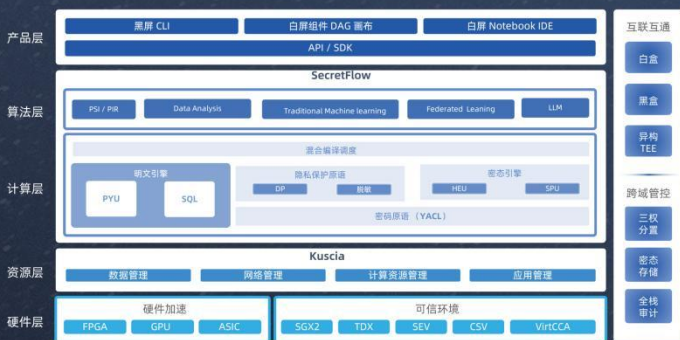 产品层
黑屏 CLI
白屏组件 DAG 画布
白屏 Notebook IDE
API / SDK
SecretFlow
算法层
PSI / PIR
Data Analysis
Traditional Machine learning
Federated Leaning
LLM
计算层
混合编译调度
明文引擎
PYU
SQL
隐私保护原语
DP
脱敏
密态引擎
HEU
SPU
密码原语 （YACL）
资源层
Kuscia
数据管理
网络管理
计算资源管理
应用管理
硬件层
硬件加速
FPGA
GPU
ASIC
可信环境
SGX2
TDX
SEV
CSV
VirtCCA
互联互通
白盒
黑盒
异构
TEE
跨域管控
三权
分置
密态
存储
全栈
审计